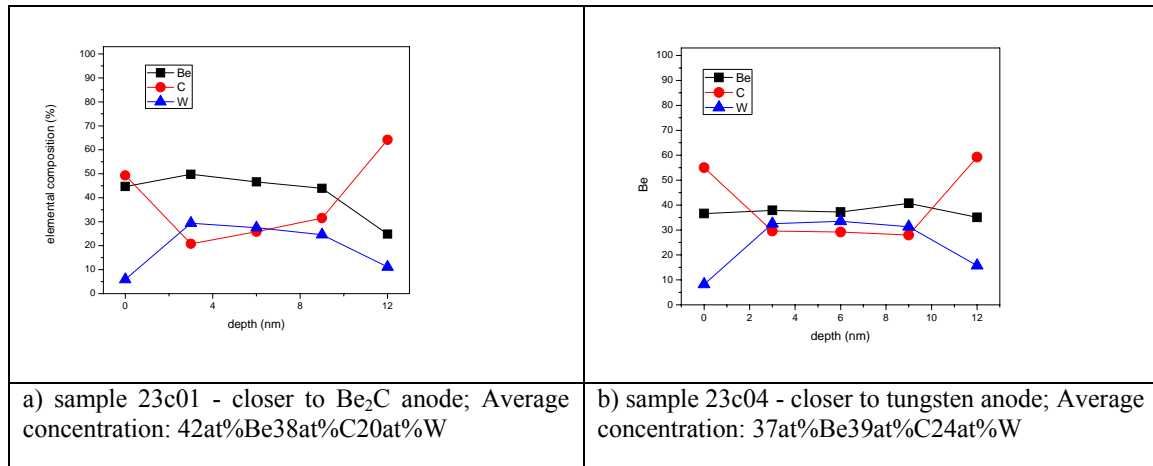 100
90
80
70
60
50
40
30
20
10
0
elemental composition (%)
Be
C
W
0 4 8 12
depth (nm)
100
90
80
70
60
50
40
30
20
10
0
Be
Be
C
W
0 2 4 6 8 10 12
depth (nm)
a) sample 23c01 - closer to Be₂C anode; Average
concentration: 42at%Be38at%C20at%W
b) sample 23c04 - closer to tungsten anode; Average
concentration: 37at%Be39at%C24at%W